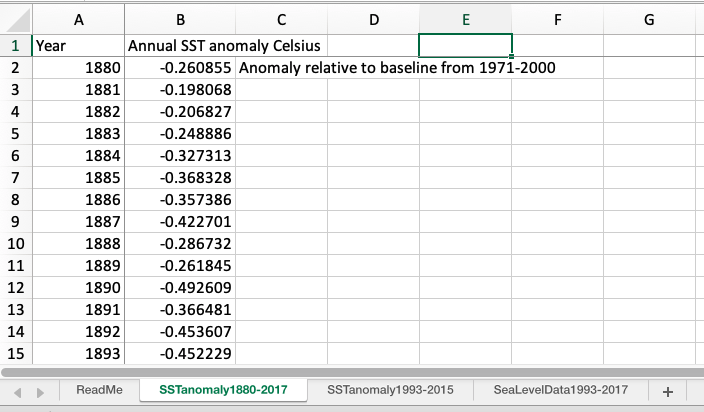 A B C D E F G
1 Year Annual SST anomaly Celsius
2 1880 -0.260855 Anomaly relative to baseline from 1971-2000
3 1881 -0.198068
4 1882 -0.206827
5 1883 -0.248886
6 1884 -0.327313
7 1885 -0.368328
8 1886 -0.357386
9 1887 -0.422701
10 1888 -0.286732
11 1889 -0.261845
12 1890 -0.492609
13 1891 -0.366481
14 1892 -0.453607
15 1893 -0.452229
ReadMe SSTanomaly1880-2017 SSTanomaly1993-2015 SeaLevelData1993-2017 +